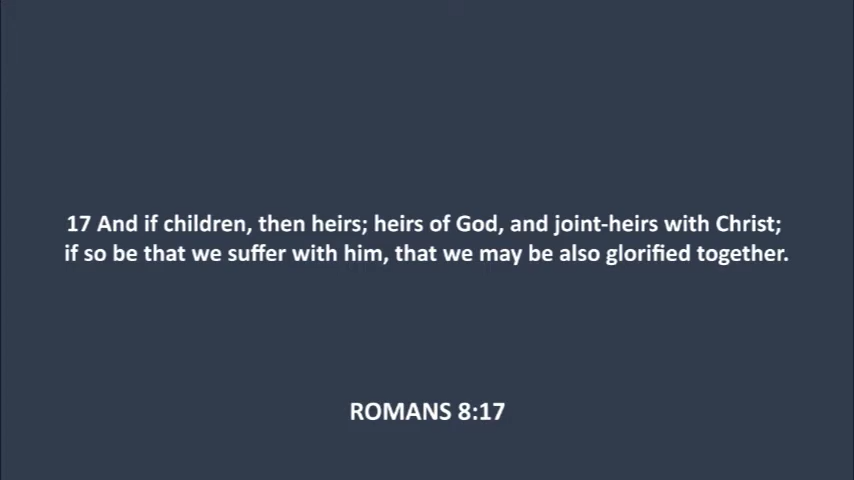 17 And if children, then heirs; heirs of God, and joint-heirs with Christ;
if so be that we suffer with him, that we may be also glorified together.
ROMANS 8:17